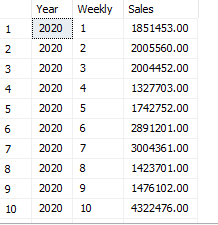 Year Weekly Sales
1 2020 1 1851453.00
2 2020 2 2005560.00
3 2020 3 2004452.00
4 2020 4 1327703.00
5 2020 5 1742752.00
6 2020 6 2891201.00
7 2020 7 3004361.00
8 2020 8 1423701.00
9 2020 9 1476102.00
10 2020 10 4322476.00